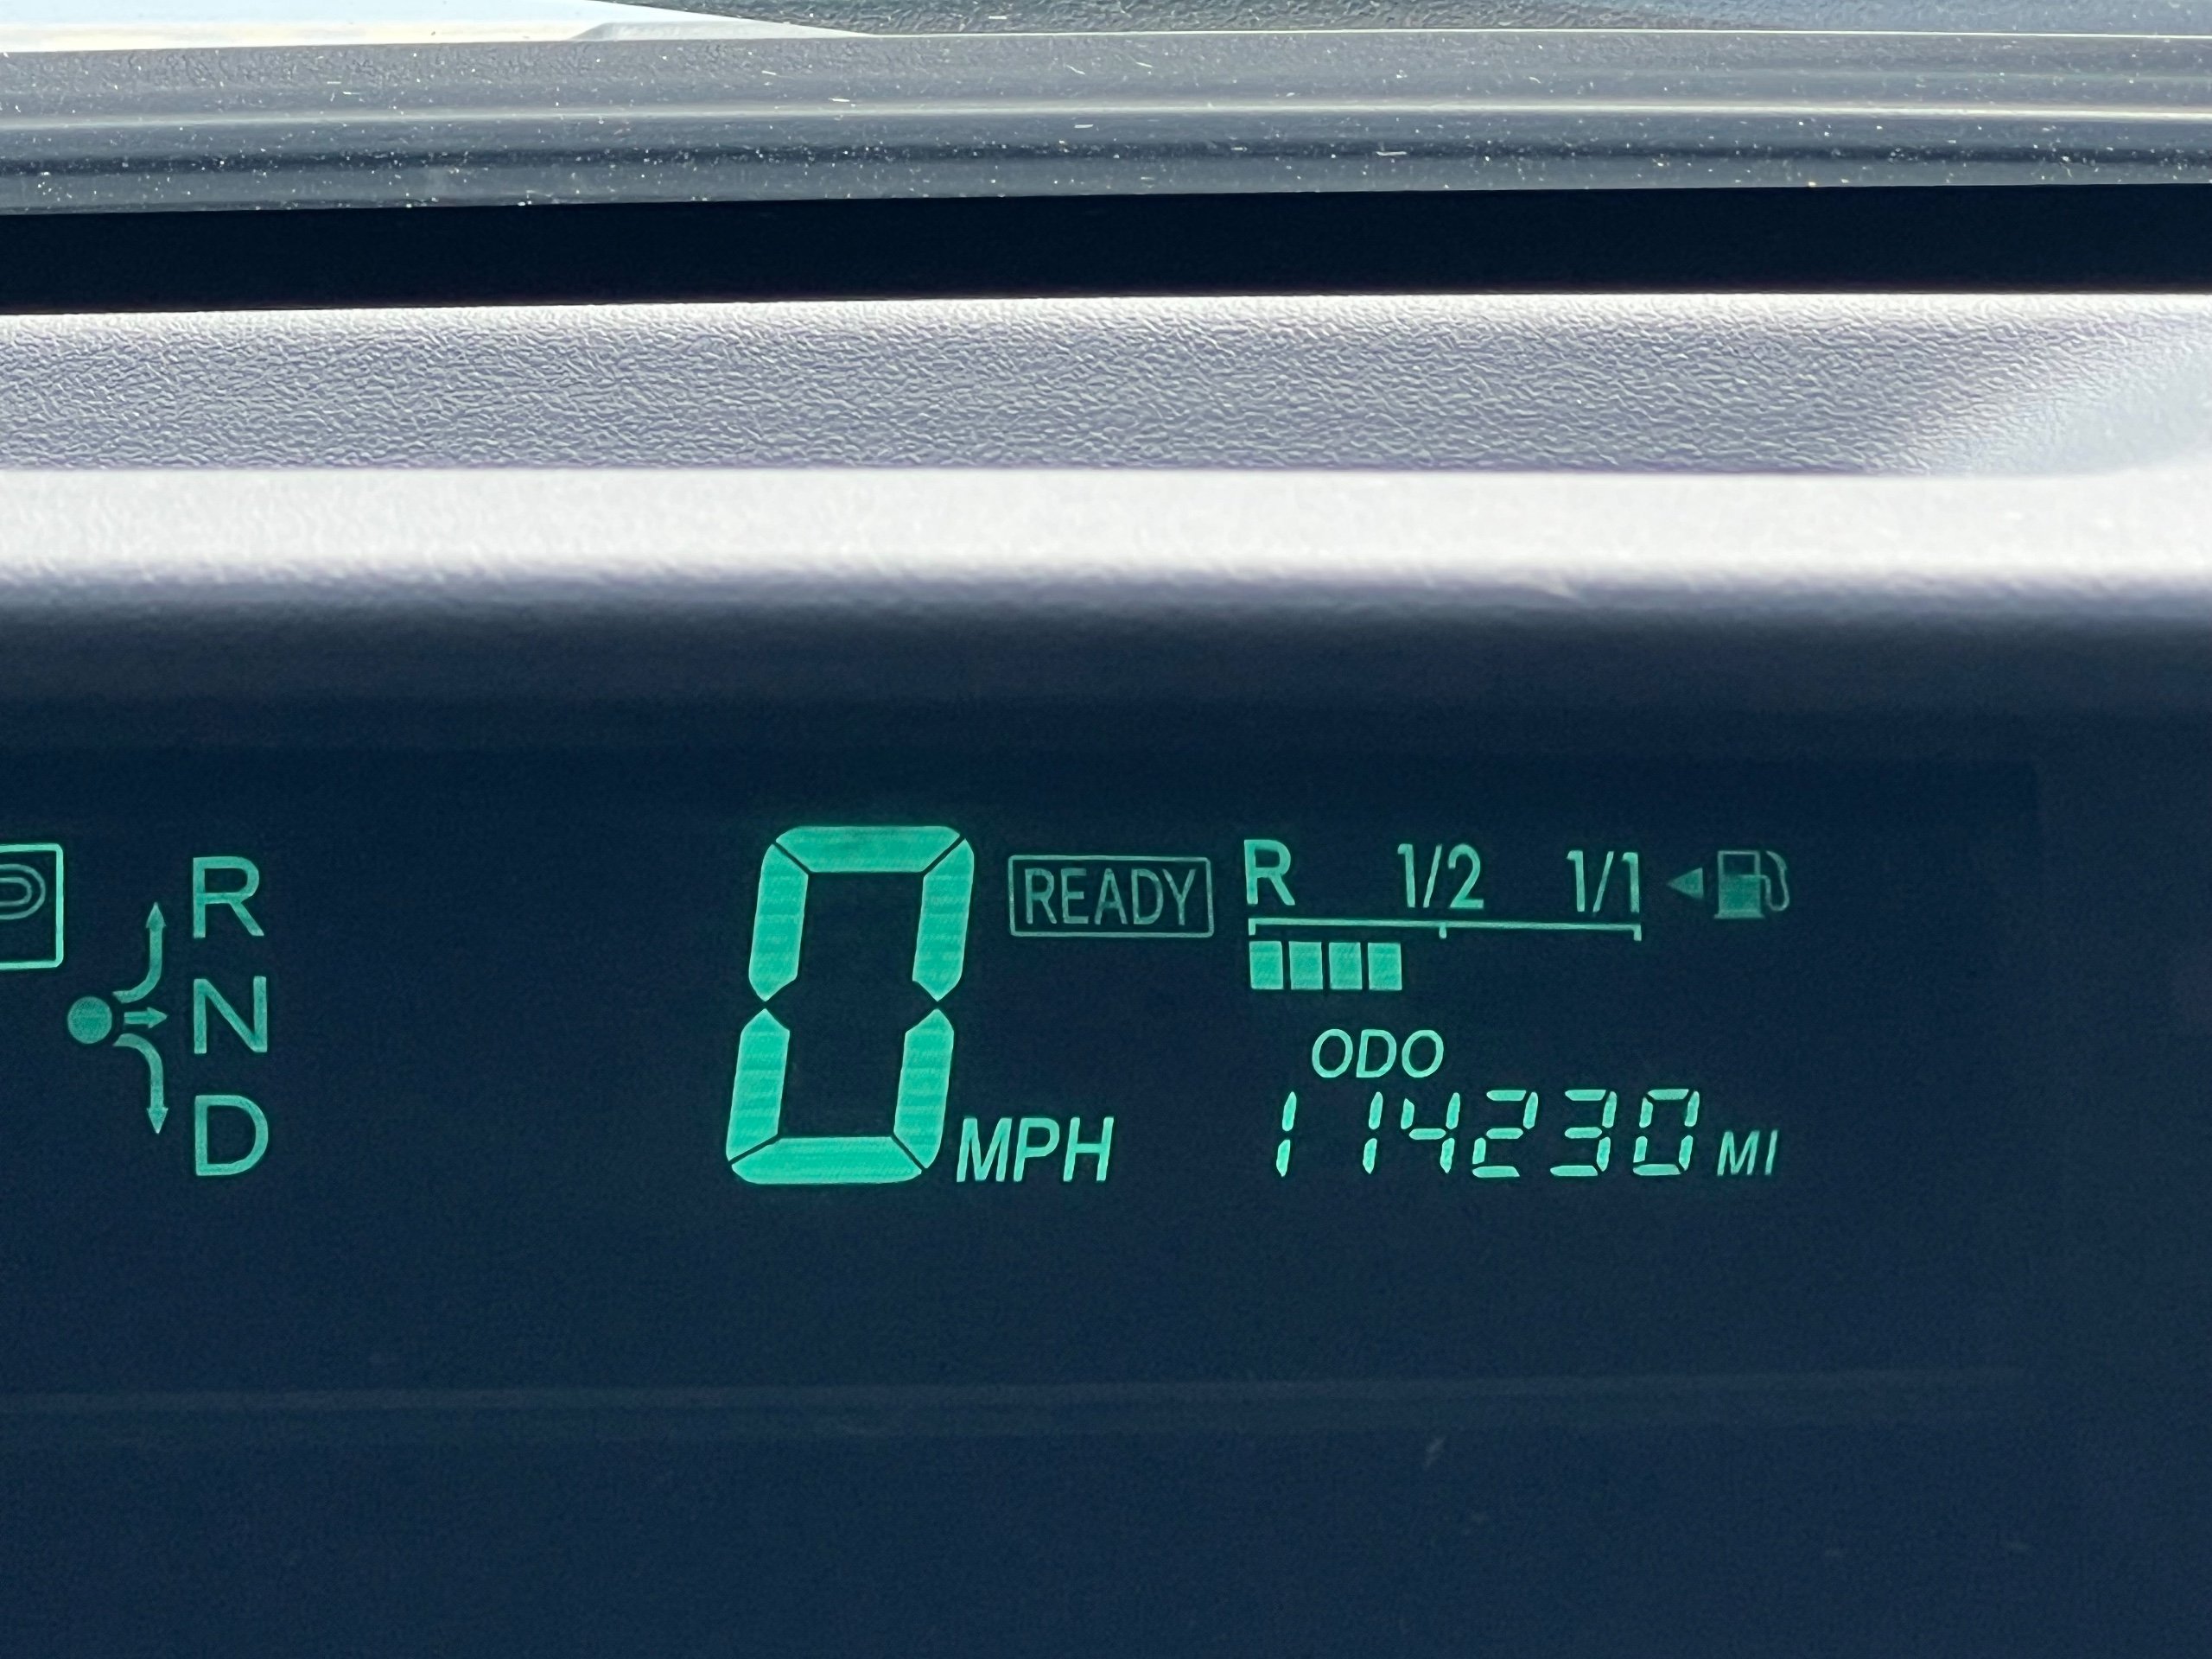 P R
N
D
0 MPH
READY
R 1/2 1/1
ODO
114230 MI